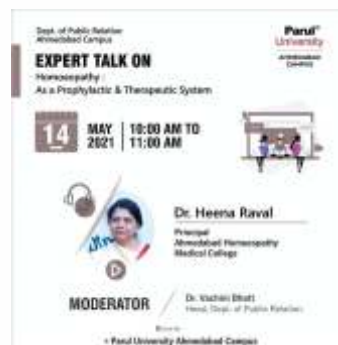 Dept. of Public Relation
Ahmedabad Campus
Parul®
University
AHMEDABAD
CAMPUS
EXPERT TALK ON
Homoeopathy :
As a Prophylactic & Therapeutic System
14
MAY
2021
10:00 AM TO
11:00 AM
Dr. Heena Raval
Principal
Ahmedabad Homoeopathy
Medical College
MODERATOR
Dr. Vachini Bhatt
Head, Dept. of Public Relation
Parul University Ahmedabad Campus